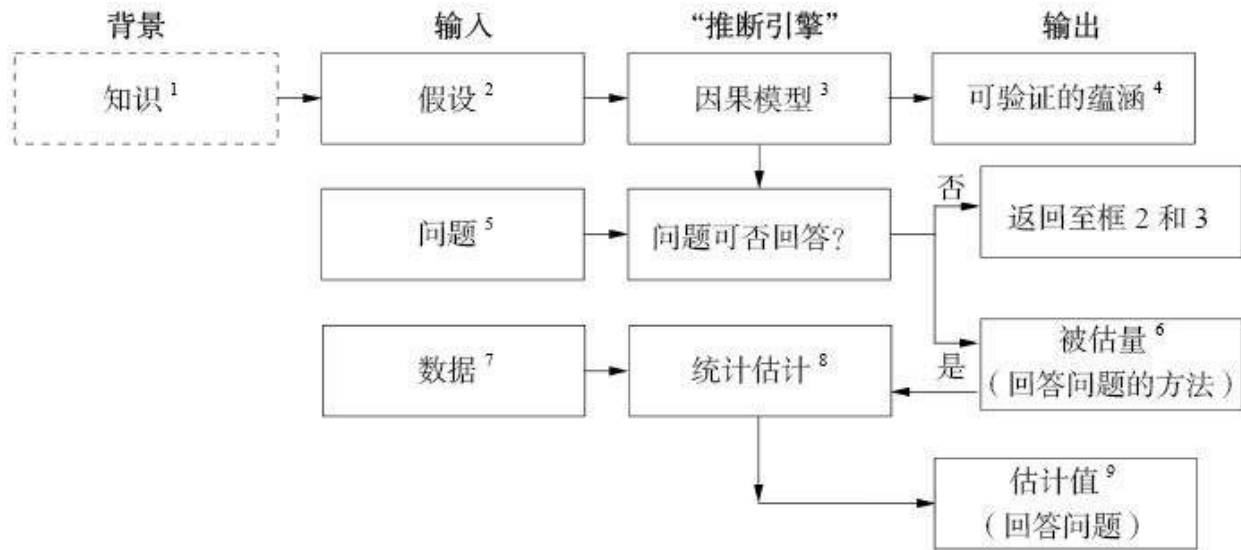 背景 输入 “推断引擎” 输出
知识 1 假设 2 因果模型 3 可验证的蕴涵 4
否
问题 5 问题可否回答? 返回至框 2 和 3
数据 7 统计估计 8 是 被估量 6
(回答问题的方法)
估计值 9
(回答问题)